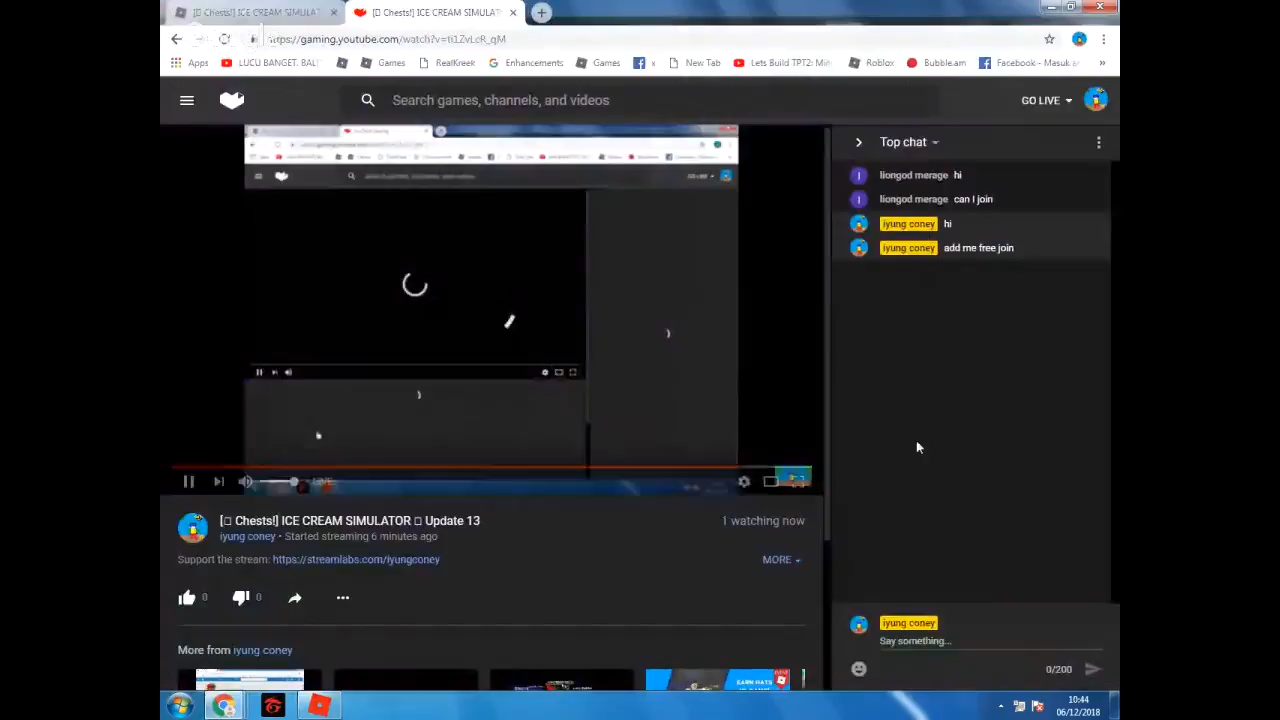 [ Chests!] ICE CREAM SIMULAT
[ Chests!] ICE CREAM SIMULATO
https://gaming.youtube.com/watch?v=
Apps
LUCU BANGET. BAL
Games
RealKreek
Enhancements
Games
x
New Tab
Lets Build TPT2: Min
Roblox
Bubble.am
Facebook - Masuk a
Search games, channels, and videos
GO LIVE
Top chat
liongod merage hi
liongod merage can I join
iyung coney hi
iyung coney add me free join
LIVE
[ Chests!] ICE CREAM SIMULATOR Update 13
1 watching now
iyung coney • Started streaming 6 minutes ago
Support the stream: https://streamlabs.com/iyungconey
MORE
0
0
More from iyung coney
EARN HATS
iyung coney
Say something...
0/200
10:44
06/12/2018